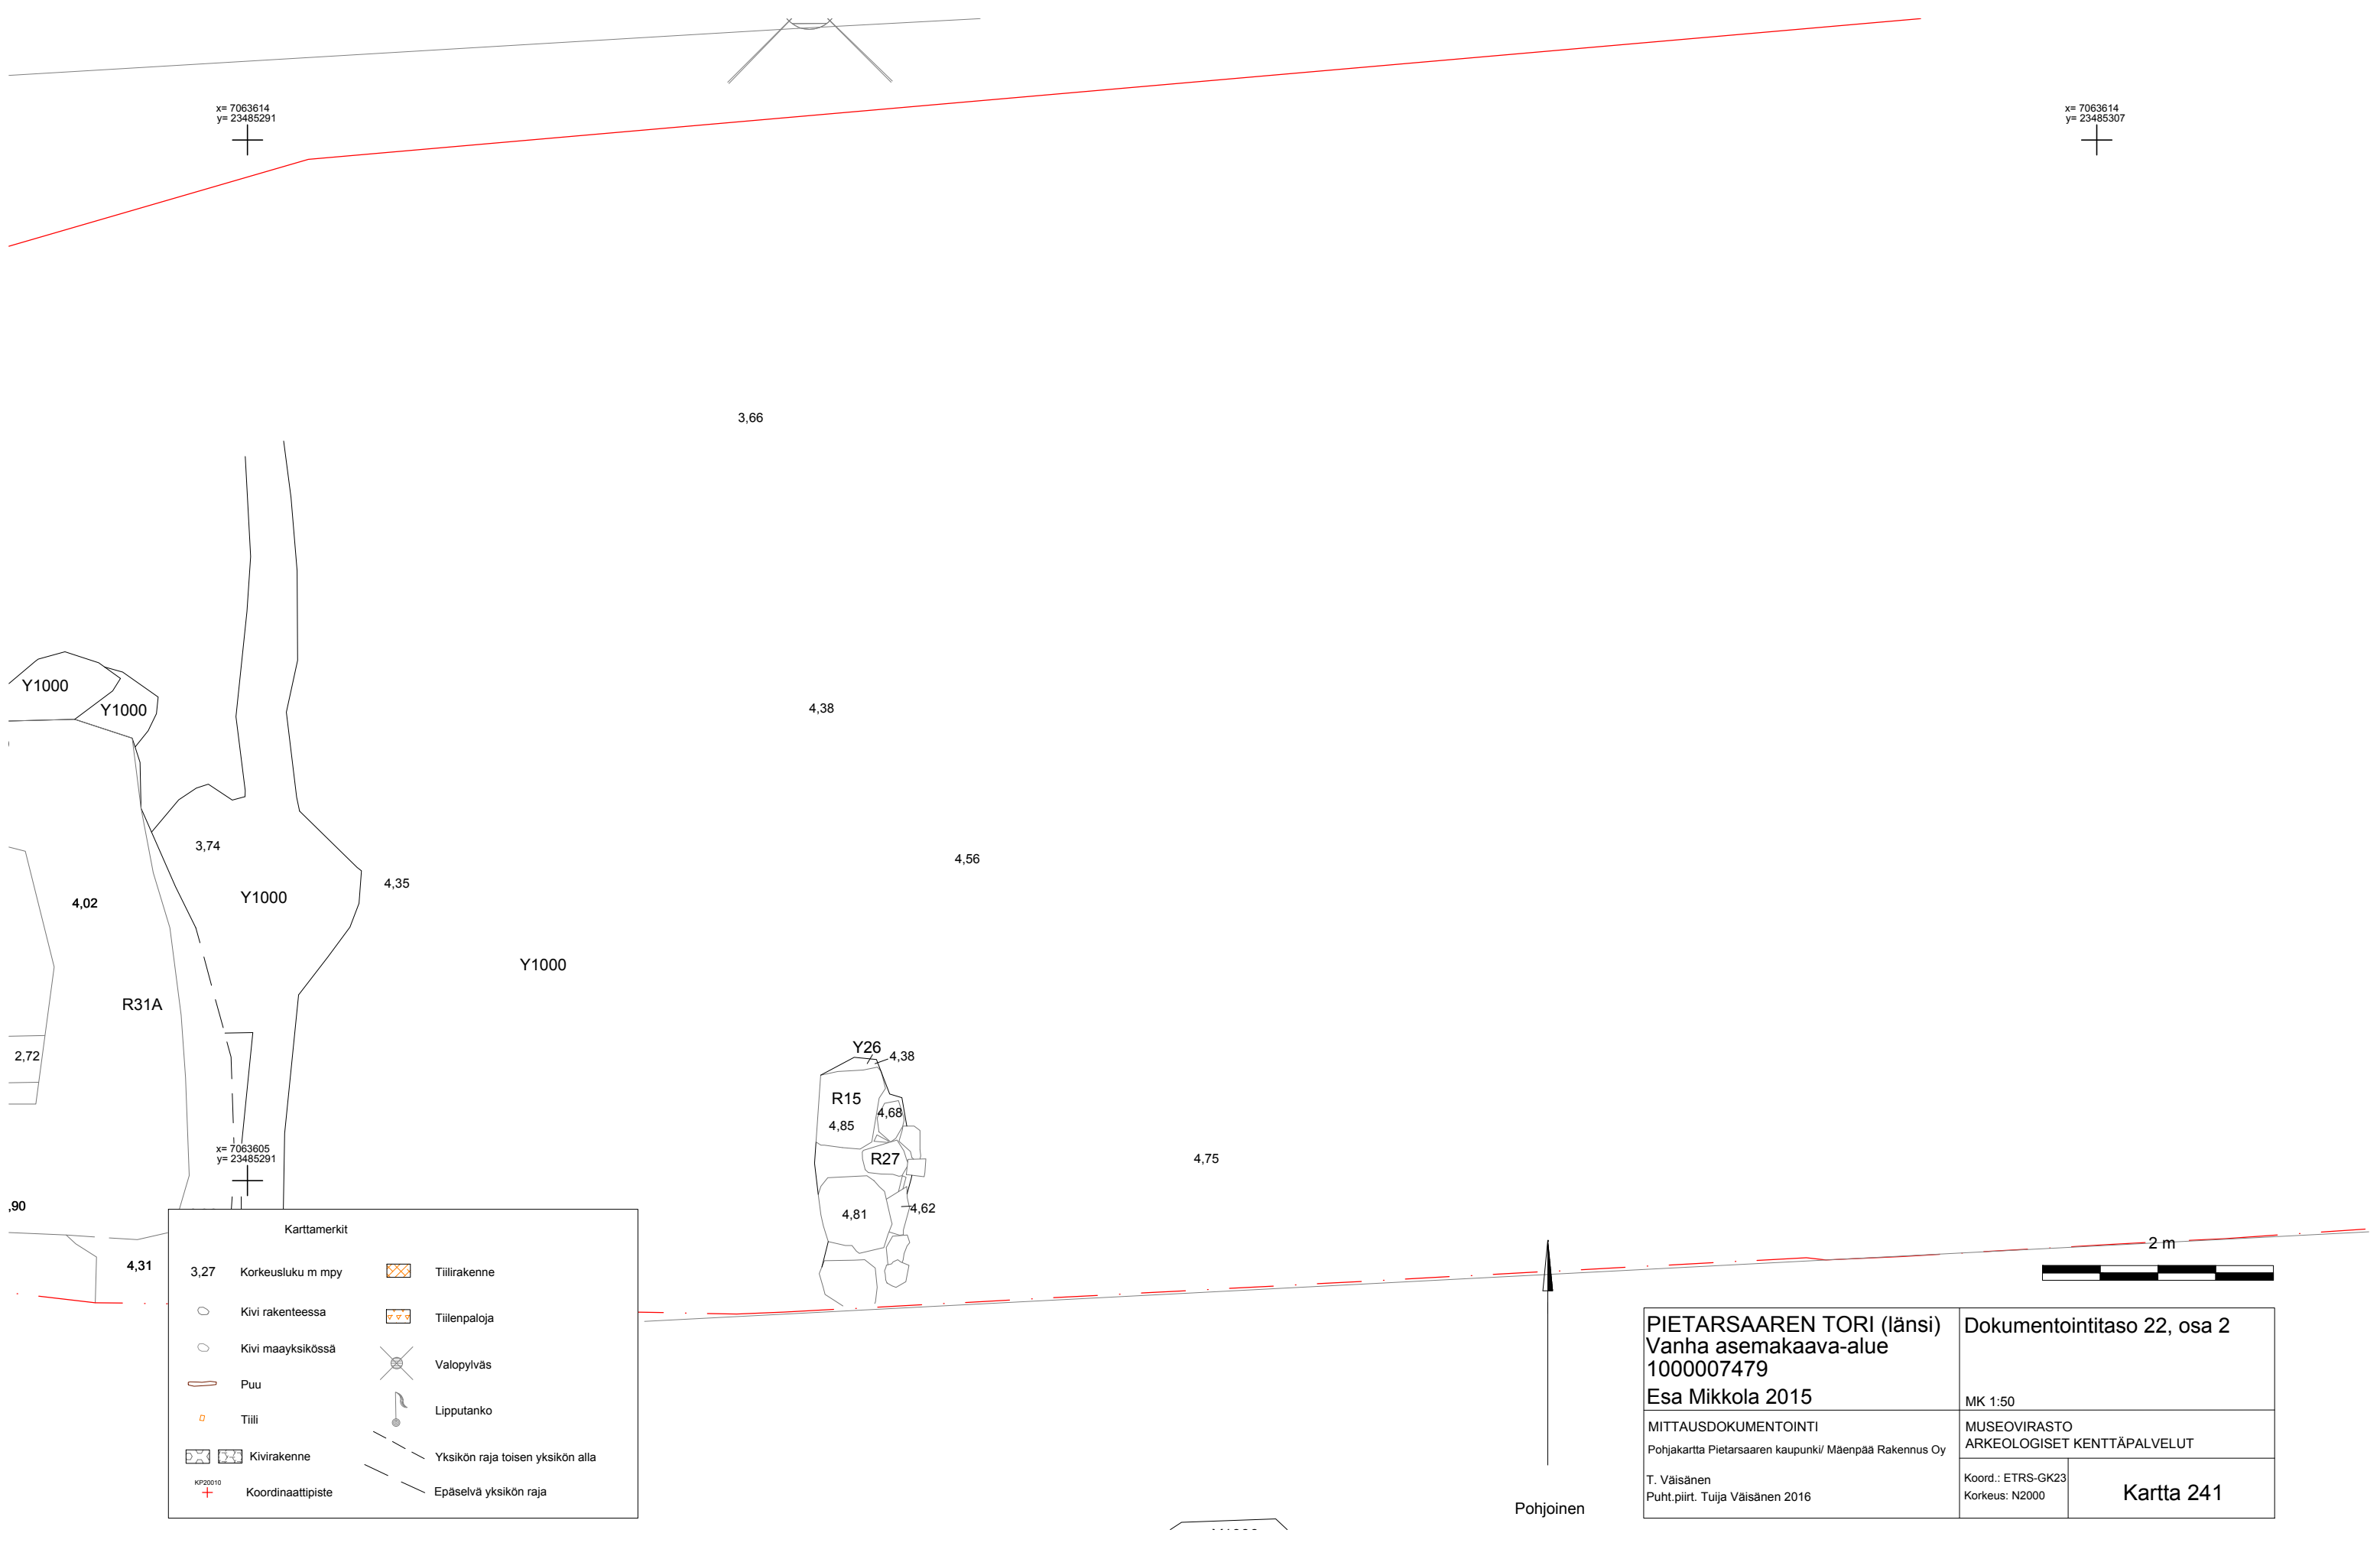 x= 7063614
y= 23485291
x= 7063614
y= 23485307
3,66
Y1000
Y1000
4,38
3,74
4,35
4,56
Y1000
4,02
Y1000
R31A
2,72
Y26
4,38
R15
4,68
4,85
R27
4,75
x= 7063605
y= 23485291
,90
4,81
4,62
4,31
2 m
Karttamerkit
3,27 Korkeusluku m mpy
Kivi rakenteessa
Kivi maayksikössä
Puu
Tiili
Kivirakenne
KP20010
Koordinaattipiste
Tiilirakenne
Tiilenpaloja
Valopylväs
Lipputanko
Yksikön raja toisen yksikön alla
Epäselvä yksikön raja
Pohjoinen
PIETARSAAREN TORI (länsi)
Vanha asemakaava-alue
1000007479
Esa Mikkola 2015
Dokumentointitaso 22, osa 2
MK 1:50
MITTAUSDOKUMENTOINTI
Pohjakartta Pietarsaaren kaupunki/ Mäenpää Rakennus Oy
T. Väisänen
Puht.piirt. Tuija Väisänen 2016
MUSEOVIRASTO
ARKEOLOGISET KENTTÄPALVELUT
Koord.: ETRS-GK23
Korkeus: N2000
Kartta 241